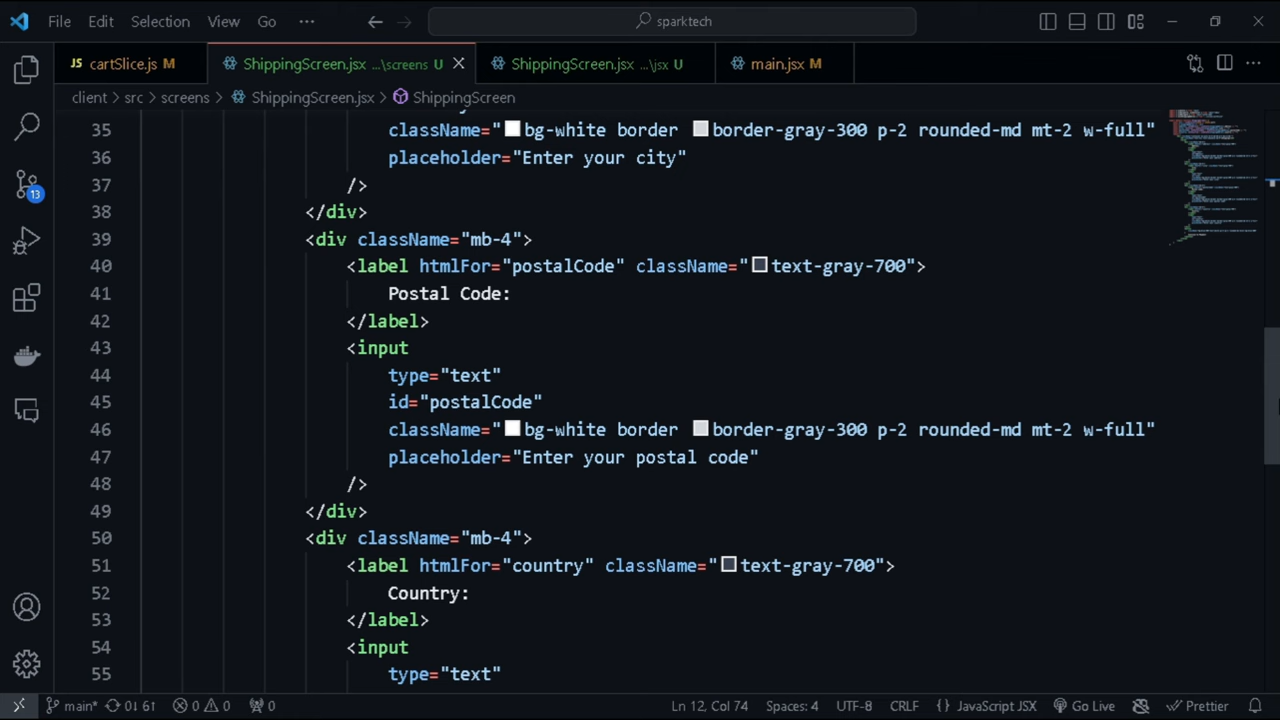 File Edit Selection View Go ··· sparktech
JS cartSlice.js M ShippingScreen.jsx ...\screens U ShippingScreen.jsx ...\jsx U main.jsx M
client > src > screens > ShippingScreen.jsx > ShippingScreen
35 className="bg-white border border-gray-300 p-2 rounded-md mt-2 w-full"
36 placeholder="Enter your city"
37 />
38 </div>
39 <div className="mb-4">
40 <label htmlFor="postalCode" className="text-gray-700">
41 Postal Code:
42 </label>
43 <input
44 type="text"
45 id="postalCode"
46 className="bg-white border border-gray-300 p-2 rounded-md mt-2 w-full"
47 placeholder="Enter your postal code"
48 />
49 </div>
50 <div className="mb-4">
51 <label htmlFor="country" className="text-gray-700">
52 Country:
53 </label>
54 <input
55 type="text"
13
main* 0↓ 6↑ 0 0 0 Ln 12, Col 74 Spaces: 4 UTF-8 CRLF {} JavaScript JSX Go Live Prettier